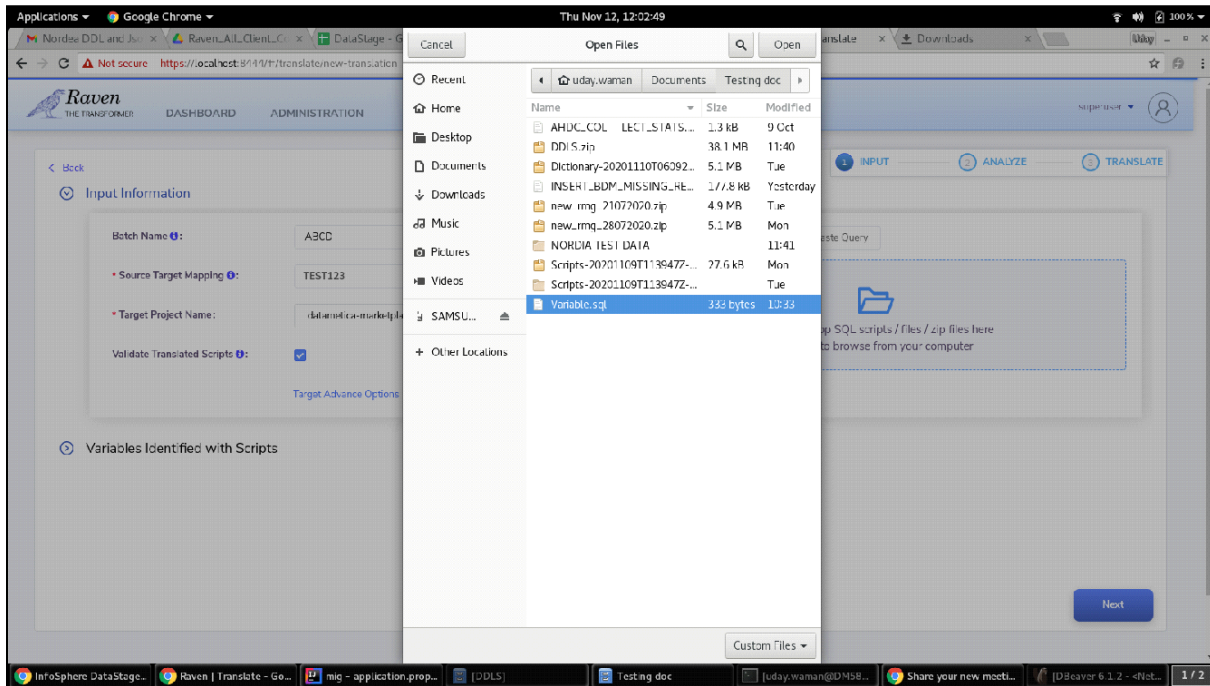 Applications Google Chrome Thu Nov 12, 12:02:49 100%
Nordea DDL and Raven_All_Client_C DataStage - G anslate Downloads Uday
Not secure https://localhost:8444/#/translate/new-translation
Raven
THE TRANSFORMER
DASHBOARD ADMINISTRATION superuser
Back
Input Information
1 INPUT 2 ANALYZE 3 TRANSLATE
Batch Name : ABCD
* Source Target Mapping : TEST123
* Target Project Name: datametica-marketpla
Validate Translated Scripts :
Target Advance Options
Variables Identified with Scripts
Cancel Open Files Open
Recent
Home
Desktop
Documents
Downloads
Music
Pictures
Videos
SAMSU...
+ Other Locations
uday.waman Documents Testing doc
Name Size Modified
AHDC_COL LECT_STATS.... 1.3 kB 9 Oct
DDLS.zip 38.1 MB 11:40
Dictionary-20201110T06092... 5.1 MB Tue
INSERT_BDM_MISSING_RE... 177.8 kB Yesterday
new_rmq_21072020.zip 4.9 MB Tue
new_rmq_28072020.zip 5.1 MB Mon
NORDIA TEST DATA 11:41
Scripts-20201109T113947Z-... 27.6 kB Mon
Scripts-20201109T113947Z-... Tue
Variable.sql 333 bytes 10:33
Custom Files
aste Query
op SQL scripts / files / zip files here
to browse from your computer
Next
InfoSphere DataStage... Raven | Translate - Go... mig – application.prop... [DDLS] Testing doc [uday.waman@DM58... Share your new meeti... [DBeaver 6.1.2 - <Net... 1 / 2